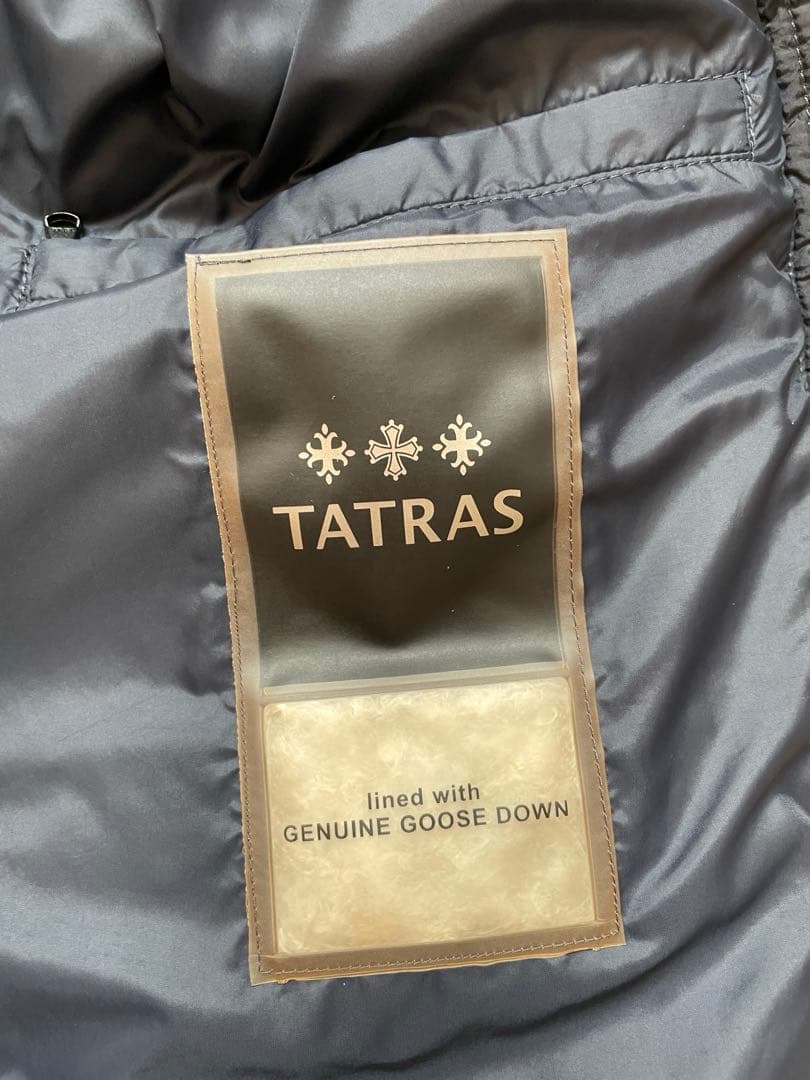 TATRAS
lined with
GENUINE GOOSE DOWN